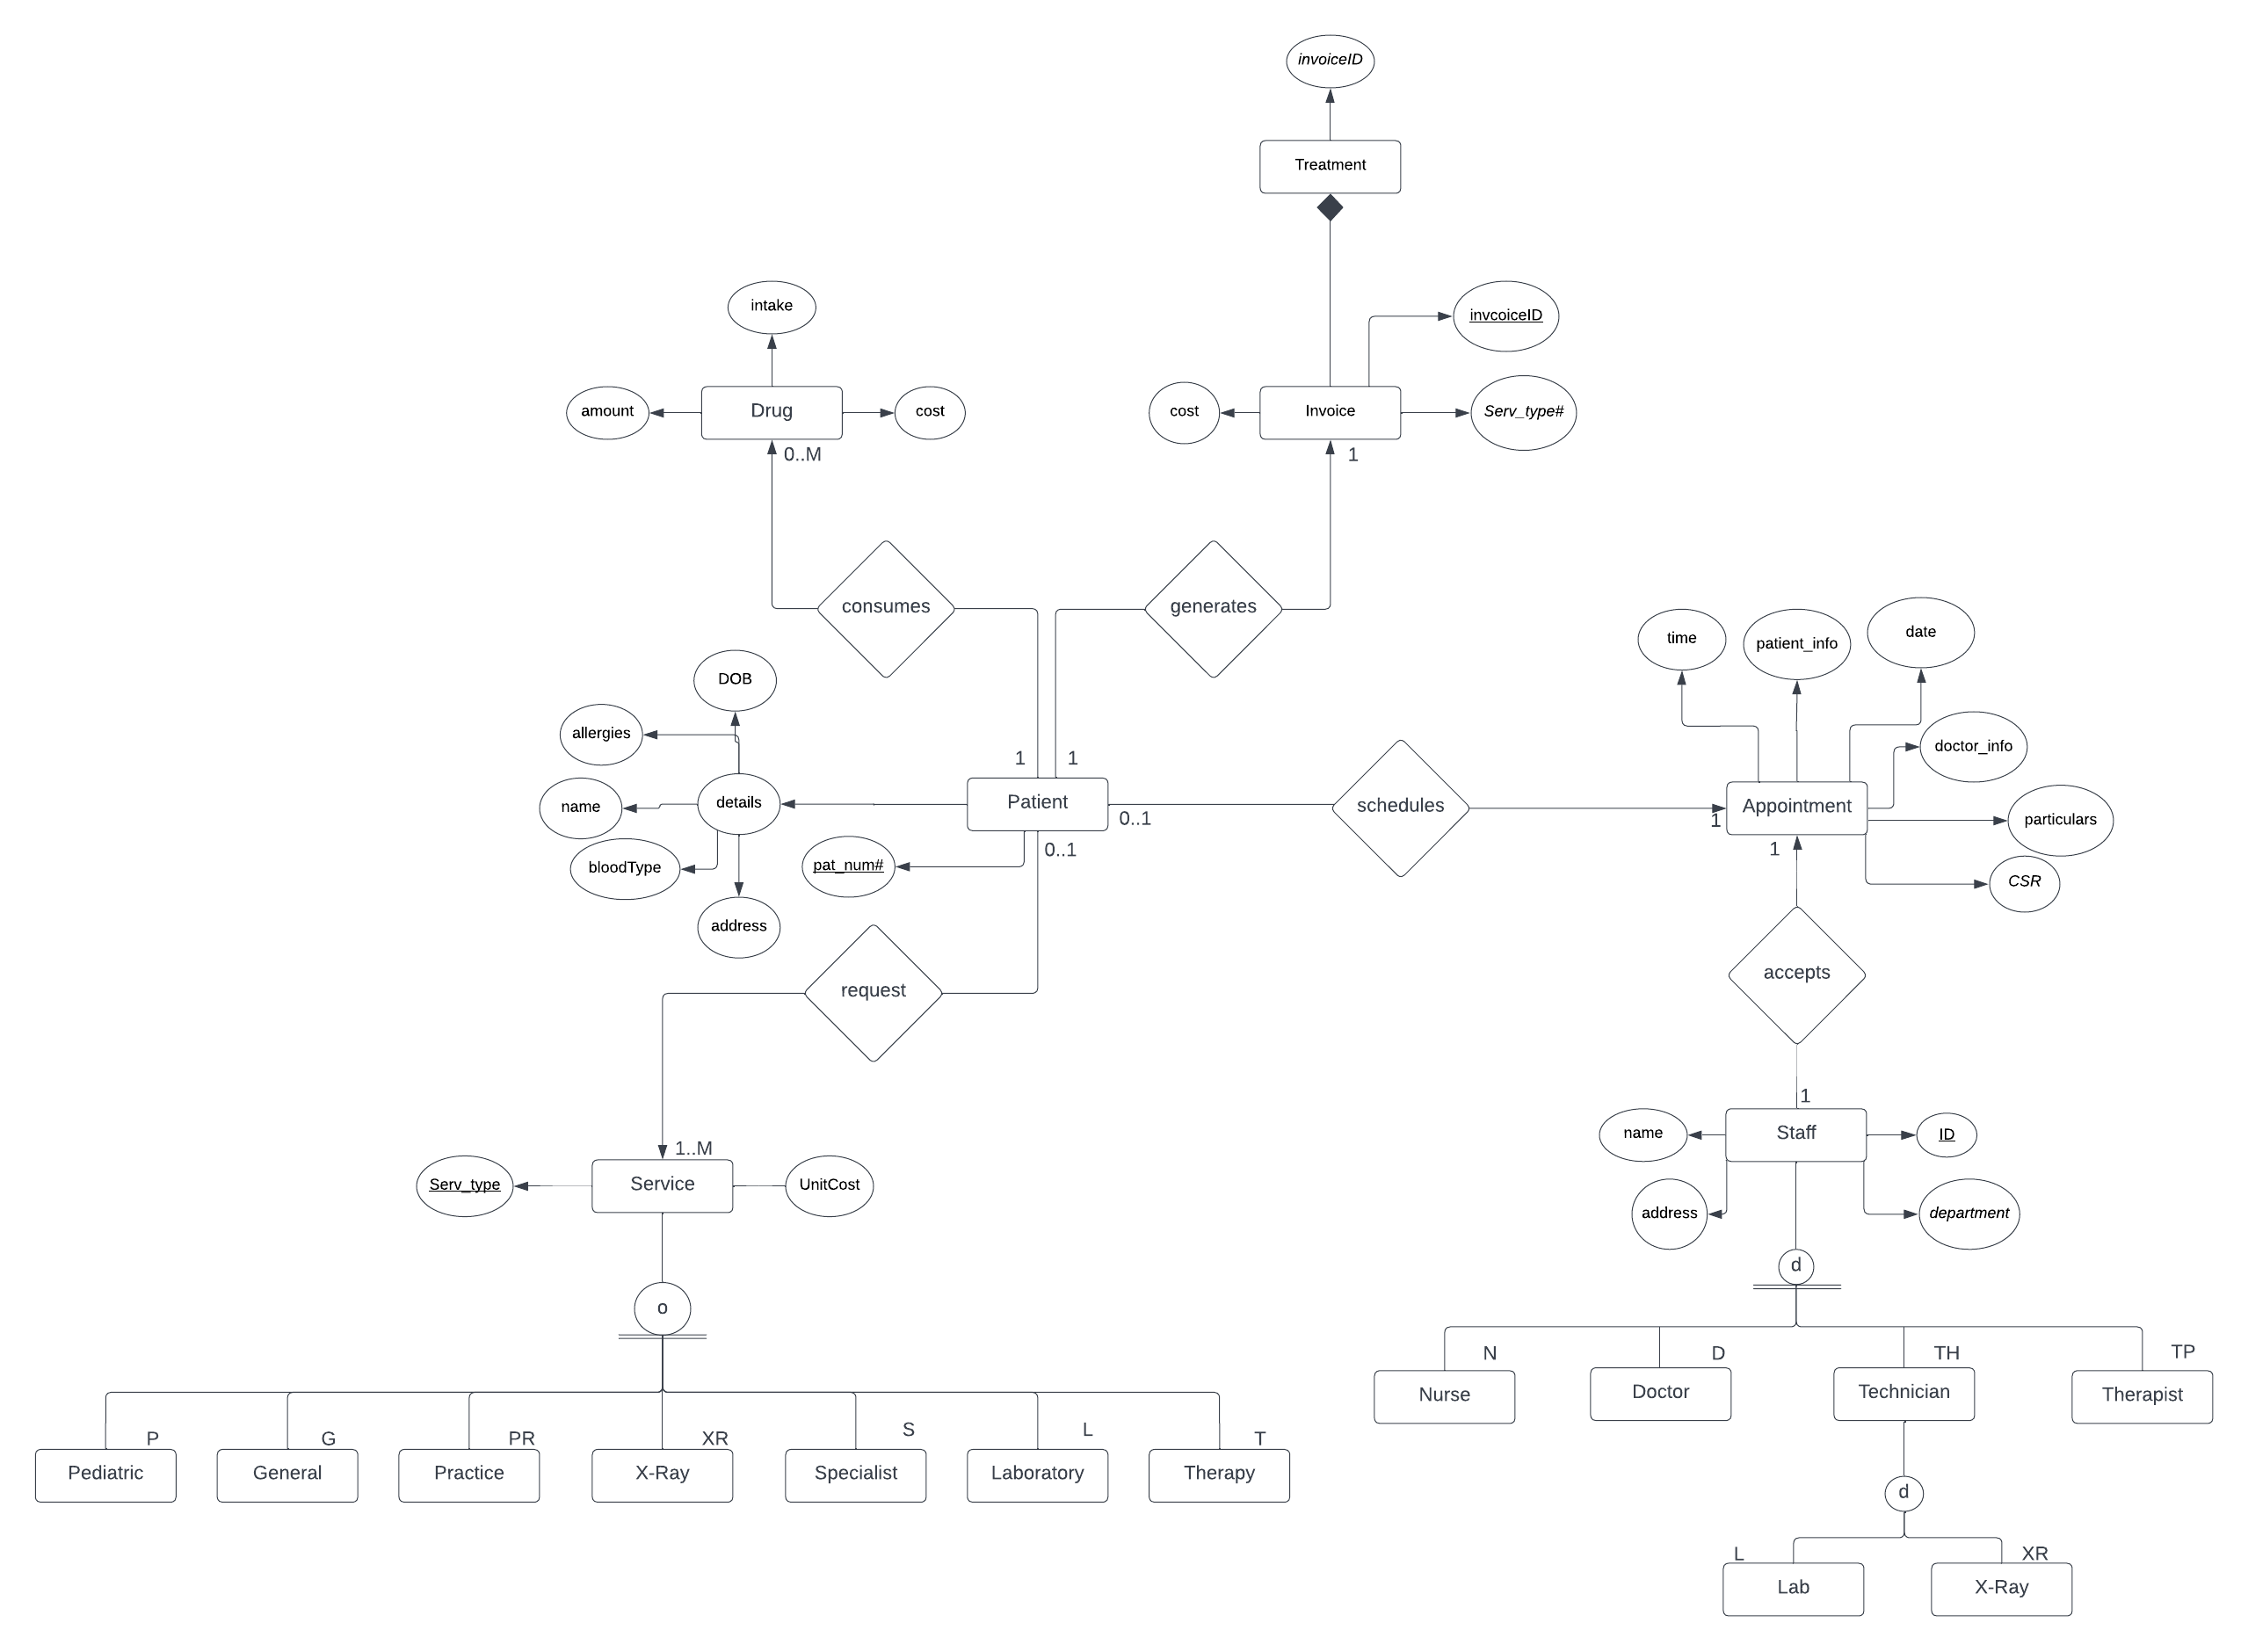 invoiceID
Treatment
intake
invcoiceID
amount
Drug
cost
cost
Invoice
Serv_type#
0..M
1
consumes
generates
time
patient_info
date
DOB
allergies
doctor_info
1
1
name
details
Patient
schedules
Appointment
0..1
1
particulars
0..1
1
bloodType
pat_num#
CSR
address
request
accepts
1
name
Staff
ID
1..M
Serv_type
Service
UnitCost
address
department
d
o
N
D
TH
TP
Nurse
Doctor
Technician
Therapist
P
G
PR
XR
S
L
T
Pediatric
General
Practice
X-Ray
Specialist
Laboratory
Therapy
d
L
XR
Lab
X-Ray